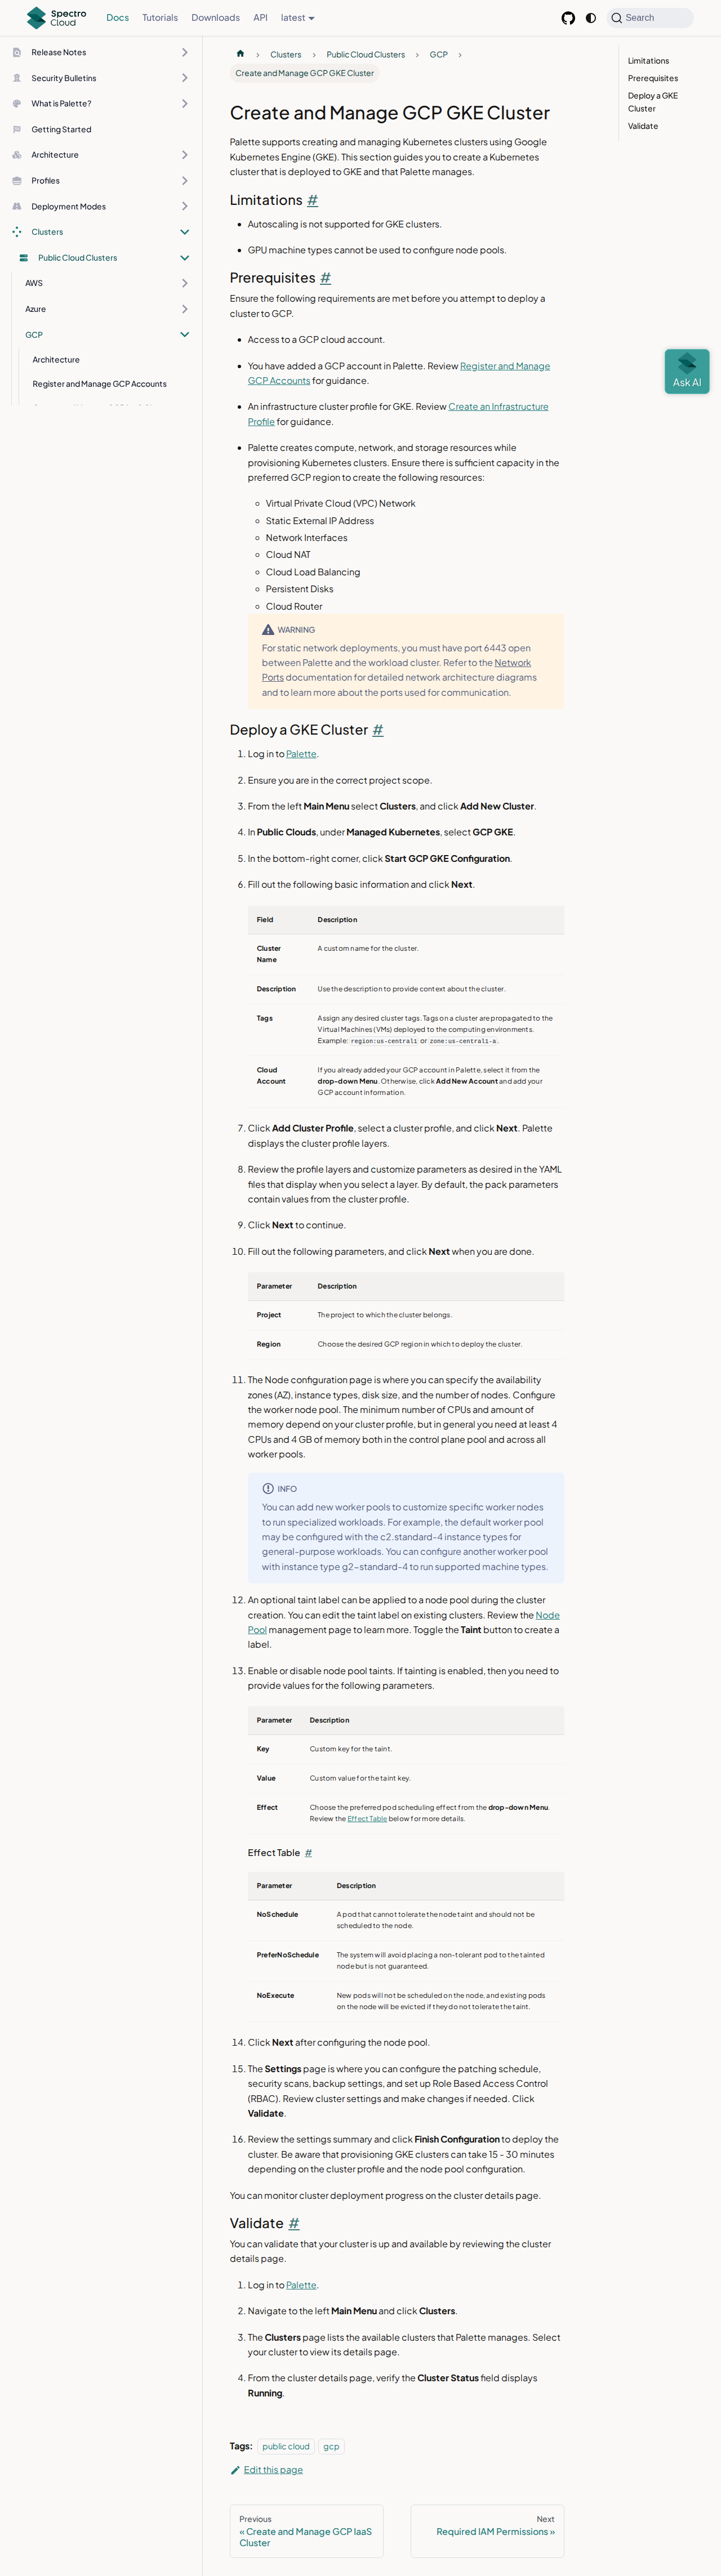 Spectro
Cloud
Docs
Tutorials
Downloads
API
latest
Search
Release Notes
Security Bulletins
What is Palette?
Getting Started
Architecture
Profiles
Deployment Modes
Clusters
Public Cloud Clusters
AWS
Azure
GCP
Architecture
Register and Manage GCP Accounts
Clusters
Public Cloud Clusters
GCP
Create and Manage GCP GKE Cluster
Create and Manage GCP GKE Cluster
Palette supports creating and managing Kubernetes clusters using Google
Kubernetes Engine (GKE). This section guides you to create a Kubernetes
cluster that is deployed to GKE and that Palette manages.
Limitations #
• Autoscaling is not supported for GKE clusters.
• GPU machine types cannot be used to configure node pools.
Prerequisites #
Ensure the following requirements are met before you attempt to deploy a
cluster to GCP.
• Access to a GCP cloud account.
• You have added a GCP account in Palette. Review Register and Manage
GCP Accounts for guidance.
• An infrastructure cluster profile for GKE. Review Create an Infrastructure
Profile for guidance.
• Palette creates compute, network, and storage resources while
provisioning Kubernetes clusters. Ensure there is sufficient capacity in the
preferred GCP region to create the following resources:
◦ Virtual Private Cloud (VPC) Network
◦ Static External IP Address
◦ Network Interfaces
◦ Cloud NAT
◦ Cloud Load Balancing
◦ Persistent Disks
◦ Cloud Router
WARNING
For static network deployments, you must have port 6443 open
between Palette and the workload cluster. Refer to the Network
Ports documentation for detailed network architecture diagrams
and to learn more about the ports used for communication.
Deploy a GKE Cluster #
1. Log in to Palette.
2. Ensure you are in the correct project scope.
3. From the left Main Menu select Clusters, and click Add New Cluster.
4. In Public Clouds, under Managed Kubernetes, select GCP GKE.
5. In the bottom-right corner, click Start GCP GKE Configuration.
6. Fill out the following basic information and click Next.
Field Description
Cluster
Name
A custom name for the cluster.
Description Use the description to provide context about the cluster.
Tags Assign any desired cluster tags. Tags on a cluster are propagated to the
Virtual Machines (VMs) deployed to the computing environments.
Example: region:us-central1 or zone:us-central1-a.
Cloud
Account
If you already added your GCP account in Palette, select it from the
drop-down Menu. Otherwise, click Add New Account and add your
GCP account information.
7. Click Add Cluster Profile, select a cluster profile, and click Next. Palette
displays the cluster profile layers.
8. Review the profile layers and customize parameters as desired in the YAML
files that display when you select a layer. By default, the pack parameters
contain values from the cluster profile.
9. Click Next to continue.
10. Fill out the following parameters, and click Next when you are done.
Parameter Description
Project The project to which the cluster belongs.
Region Choose the desired GCP region in which to deploy the cluster.
11. The Node configuration page is where you can specify the availability
zones (AZ), instance types, disk size, and the number of nodes. Configure
the worker node pool. The minimum number of CPUs and amount of
memory depend on your cluster profile, but in general you need at least 4
CPUs and 4 GB of memory both in the control plane pool and across all
worker pools.
INFO
You can add new worker pools to customize specific worker nodes
to run specialized workloads. For example, the default worker pool
may be configured with the c2.standard-4 instance types for
general-purpose workloads. You can configure another worker pool
with instance type g2-standard-4 to run supported machine types.
12. An optional taint label can be applied to a node pool during the cluster
creation. You can edit the taint label on existing clusters. Review the Node
Pool management page to learn more. Toggle the Taint button to create a
label.
13. Enable or disable node pool taints. If tainting is enabled, then you need to
provide values for the following parameters.
Parameter Description
Key Custom key for the taint.
Value Custom value for the taint key.
Effect Choose the preferred pod scheduling effect from the drop-down Menu.
Review the Effect Table below for more details.
Effect Table #
Parameter Description
NoSchedule A pod that cannot tolerate the node taint and should not be
scheduled to the node.
PreferNoSchedule The system will avoid placing a non-tolerant pod to the tainted
node but is not guaranteed.
NoExecute New pods will not be scheduled on the node, and existing pods
on the node will be evicted if they do not tolerate the taint.
14. Click Next after configuring the node pool.
15. The Settings page is where you can configure the patching schedule,
security scans, backup settings, and set up Role Based Access Control
(RBAC). Review cluster settings and make changes if needed. Click
Validate.
16. Review the settings summary and click Finish Configuration to deploy the
cluster. Be aware that provisioning GKE clusters can take 15 - 30 minutes
depending on the cluster profile and the node pool configuration.
You can monitor cluster deployment progress on the cluster details page.
Validate #
You can validate that your cluster is up and available by reviewing the cluster
details page.
1. Log in to Palette.
2. Navigate to the left Main Menu and click Clusters.
3. The Clusters page lists the available clusters that Palette manages. Select
your cluster to view its details page.
4. From the cluster details page, verify the Cluster Status field displays
Running.
Tags: public cloud gcp
Edit this page
Previous
« Create and Manage GCP IaaS
Cluster
Next
Required IAM Permissions »
Limitations
Prerequisites
Deploy a GKE
Cluster
Validate
Ask AI